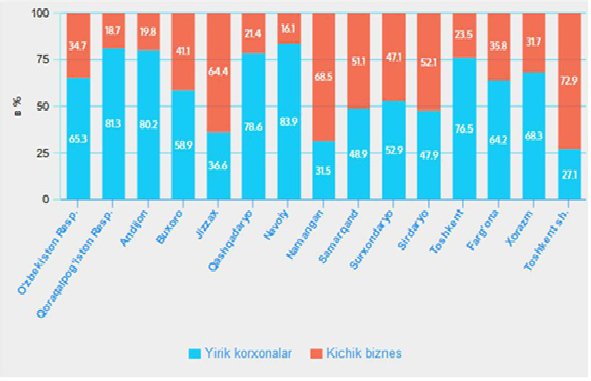 100
75
50
25
0
в %
34.7 18.7 19.8 41.1 64.4 21.4 16.1 68.5 51.1 47.1 52.1 23.5 35.8 31.7 72.9
65.3 81.3 80.2 58.9 36.6 78.6 83.9 31.5 48.9 52.9 47.9 76.5 64.2 68.3 27.1
O'zbekiston Resp.
Qoraqalpog'iston Resp.
Andijon
Buxoro
Jizzax
Qashqadaryo
Navoiy
Namangan
Samarqand
Surxondaryo
Sirdaryo
Toshkent
Farg'ona
Xorazm
Toshkent sh.
Yirik korxonalar Kichik biznes